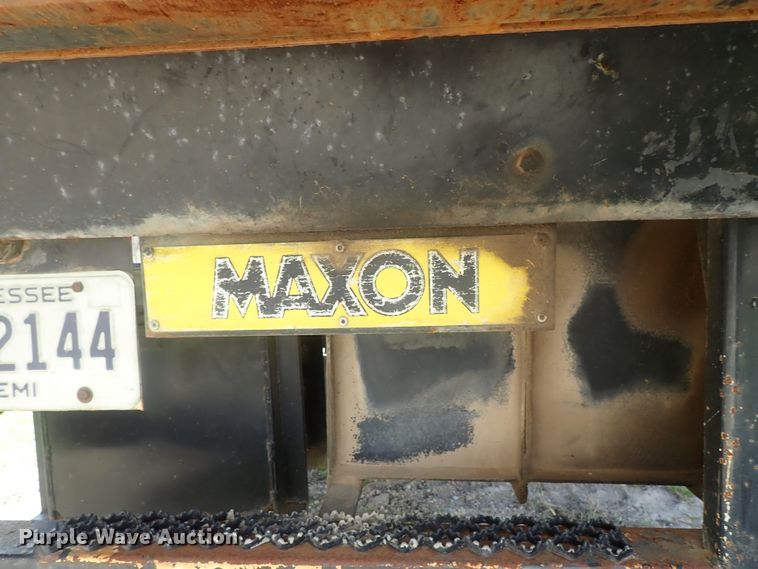 MAXON
ESSEE
2144
EMI
Purple Wave Auction